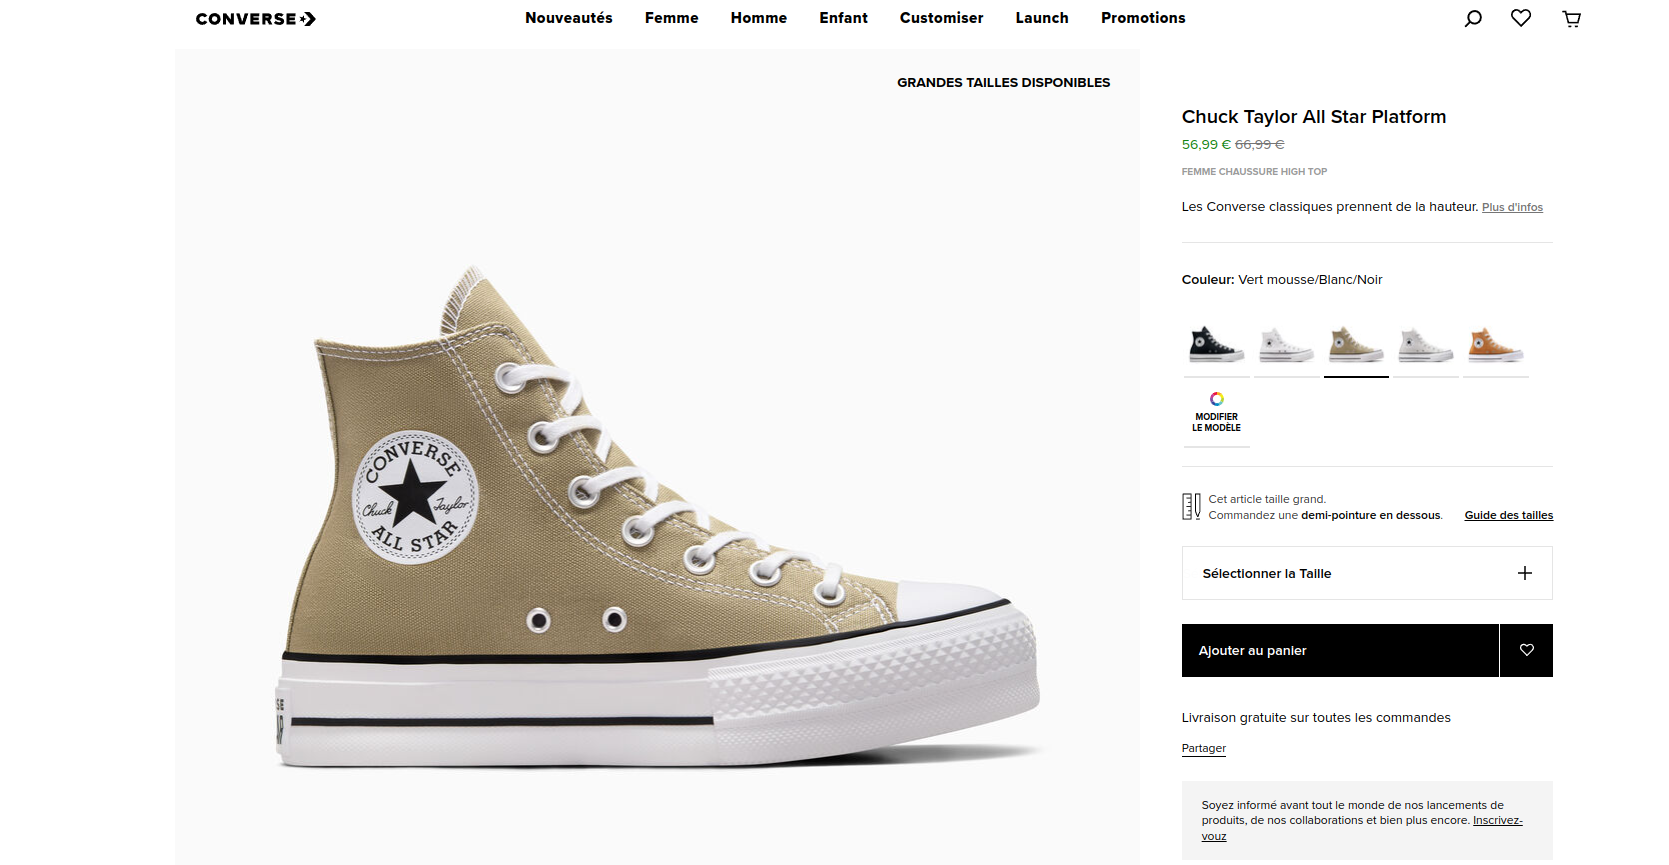 CONVERSE
Nouveautés Femme Homme Enfant Customiser Launch Promotions
GRANDES TAILLES DISPONIBLES
CONVERSE
Chuck Taylor
ALL STAR
Chuck Taylor All Star Platform
56,99 € 66,99 €
FEMME CHAUSSURE HIGH TOP
Les Converse classiques prennent de la hauteur. Plus d'infos
Couleur: Vert mousse/Blanc/Noir
MODIFIER
LE MODÈLE
Cet article taille grand.
Commandez une demi-pointure en dessous. Guide des tailles
Sélectionner la Taille
Ajouter au panier
Livraison gratuite sur toutes les commandes
Partager
Soyez informé avant tout le monde de nos lancements de
produits, de nos collaborations et bien plus encore. Inscrivez-
vouz